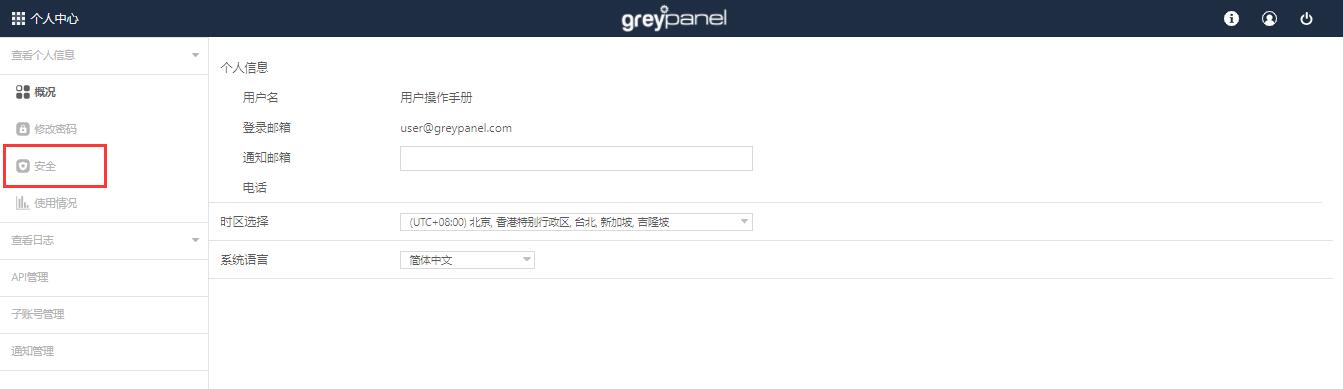 个人中心
greypanel
查看个人信息
概况
修改密码
安全
使用情况
查看日志
API管理
子账号管理
通知管理
个人信息
用户名 用户操作手册
登录邮箱 user@greypanel.com
通知邮箱
电话
时区选择 (UTC+08:00) 北京, 香港特别行政区, 台北, 新加坡, 吉隆坡
系统语言 简体中文